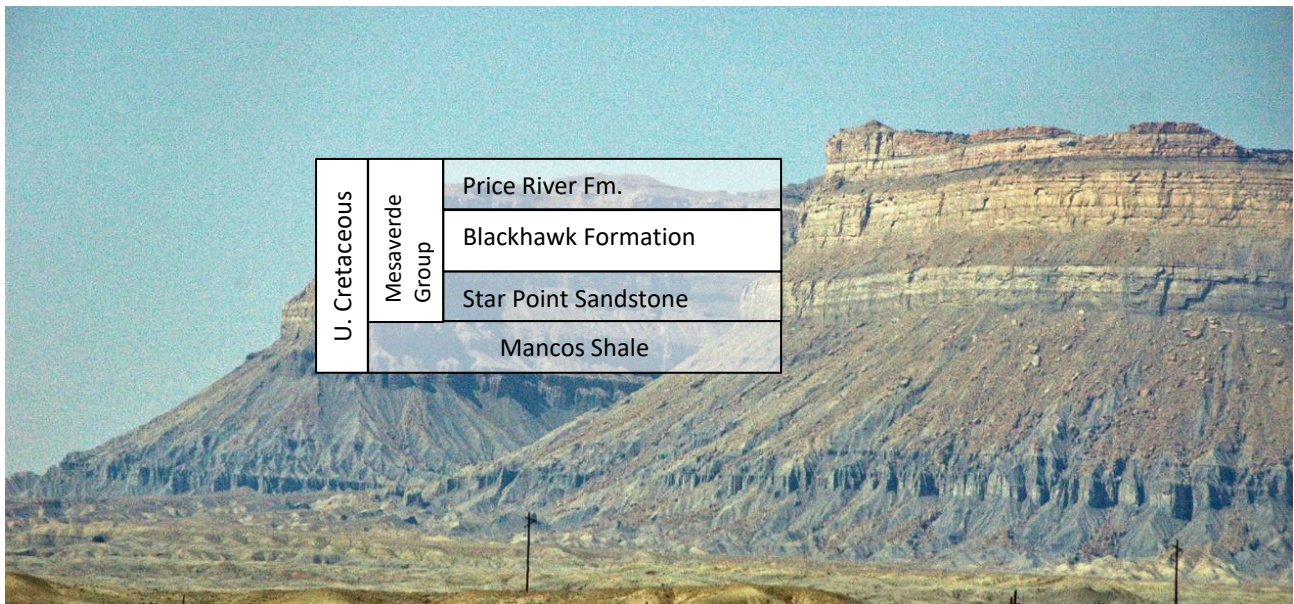 U. Cretaceous
Mesaverde
Group
Price River Fm.
Blackhawk Formation
Star Point Sandstone
Mancos Shale